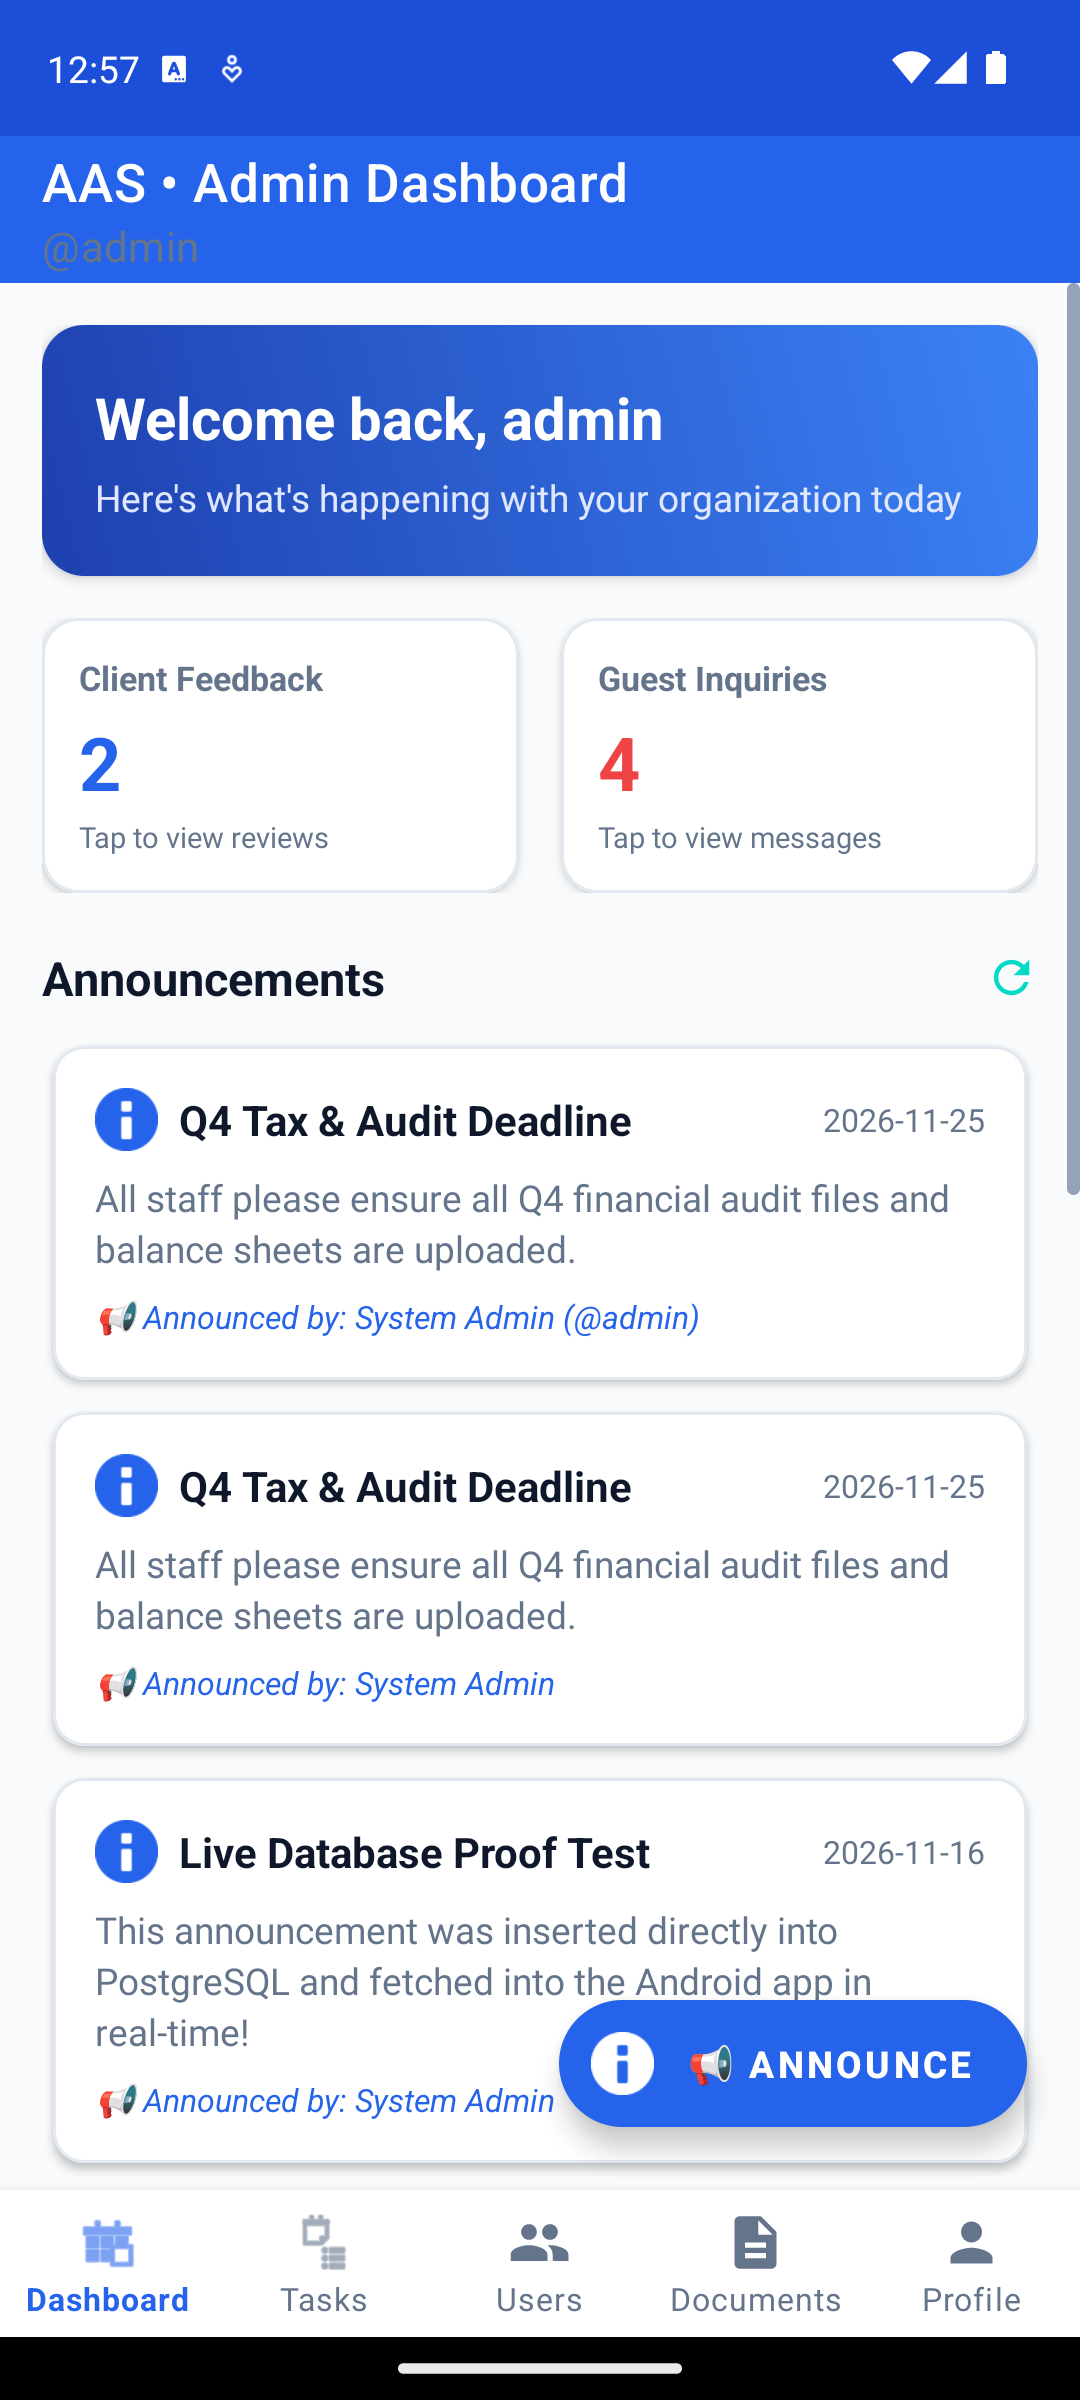 12:57
AAS • Admin Dashboard
@admin
Welcome back, admin
Here's what's happening with your organization today
Client Feedback
2
Tap to view reviews
Guest Inquiries
4
Tap to view messages
Announcements
Q4 Tax & Audit Deadline
2026-11-25
All staff please ensure all Q4 financial audit files and
balance sheets are uploaded.
📢 Announced by: System Admin (@admin)
Q4 Tax & Audit Deadline
2026-11-25
All staff please ensure all Q4 financial audit files and
balance sheets are uploaded.
📢 Announced by: System Admin
Live Database Proof Test
2026-11-16
This announcement was inserted directly into
PostgreSQL and fetched into the Android app in
real-time!
📢 Announced by: System Admin
📢 ANNOUNCE
Dashboard
Tasks
Users
Documents
Profile